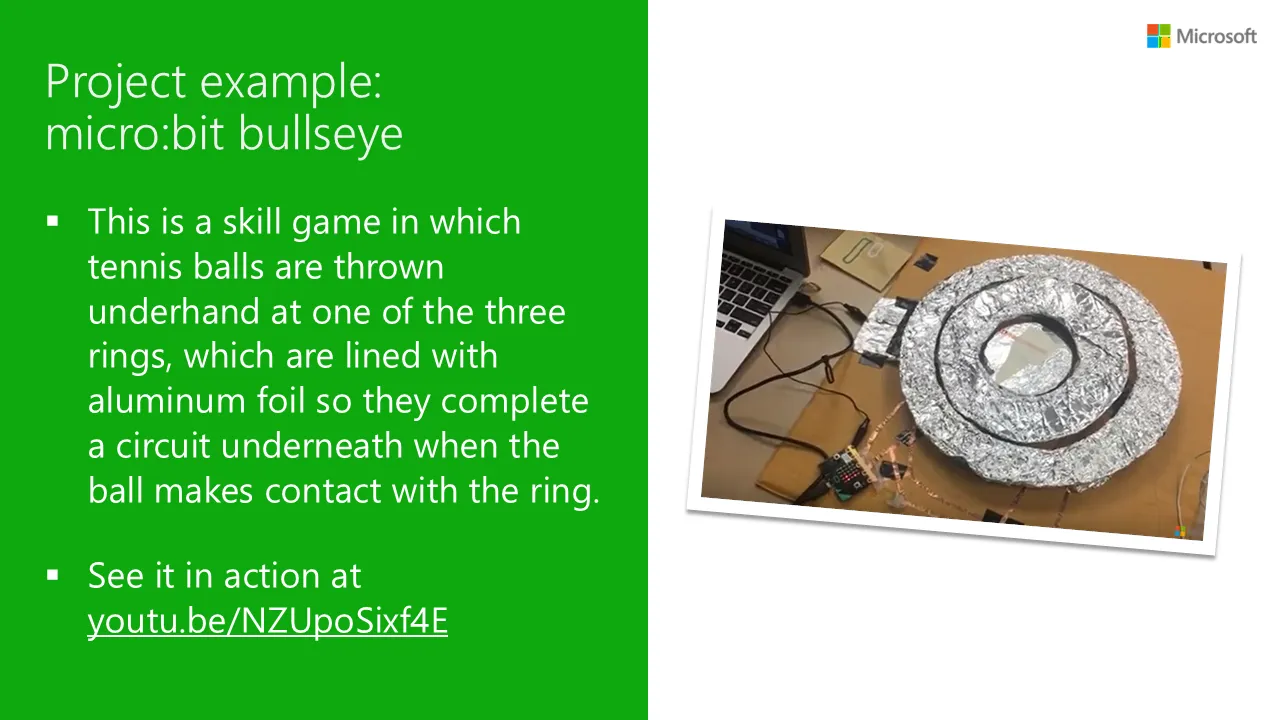 Microsoft
Project example:
micro:bit bullseye
▪ This is a skill game in which
tennis balls are thrown
underhand at one of the three
rings, which are lined with
aluminum foil so they complete
a circuit underneath when the
ball makes contact with the ring.
▪ See it in action at
youtu.be/NZUpoSixf4E